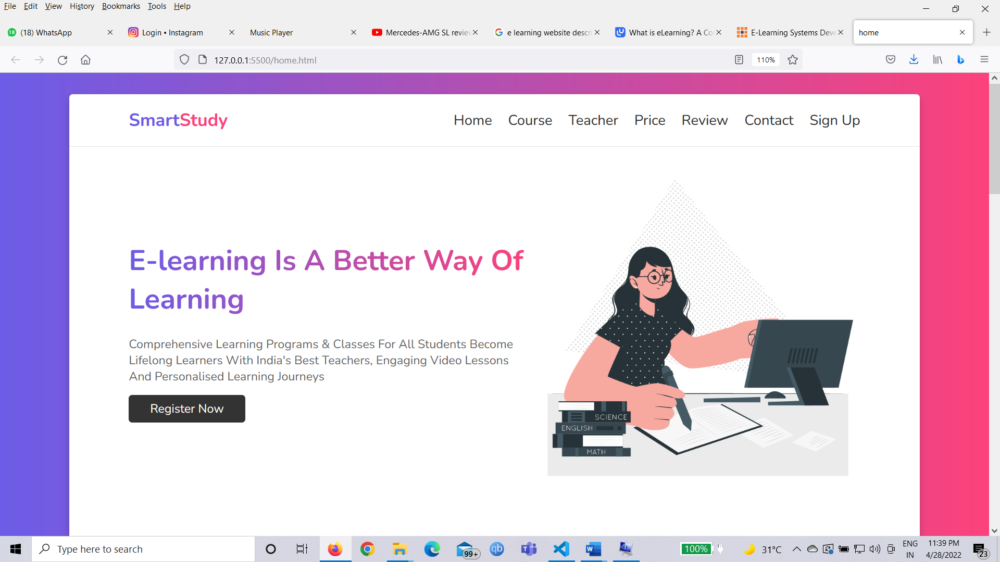 File Edit View History Bookmarks Tools Help
(18) WhatsApp
Login • Instagram
Music Player
Mercedes-AMG SL review
e learning website descri
What is eLearning? A Co
E-Learning Systems Deve
home
127.0.0.1:5500/home.html
110%
SmartStudy
Home Course Teacher Price Review Contact Sign Up
E-learning Is A Better Way Of
Learning
Comprehensive Learning Programs & Classes For All Students Become
Lifelong Learners With India's Best Teachers, Engaging Video Lessons
And Personalised Learning Journeys
Register Now
SCIENCE
ENGLISH
MATH
Type here to search
99+
qb
100%
31°C
ENG
IN
11:39 PM
4/28/2022
23